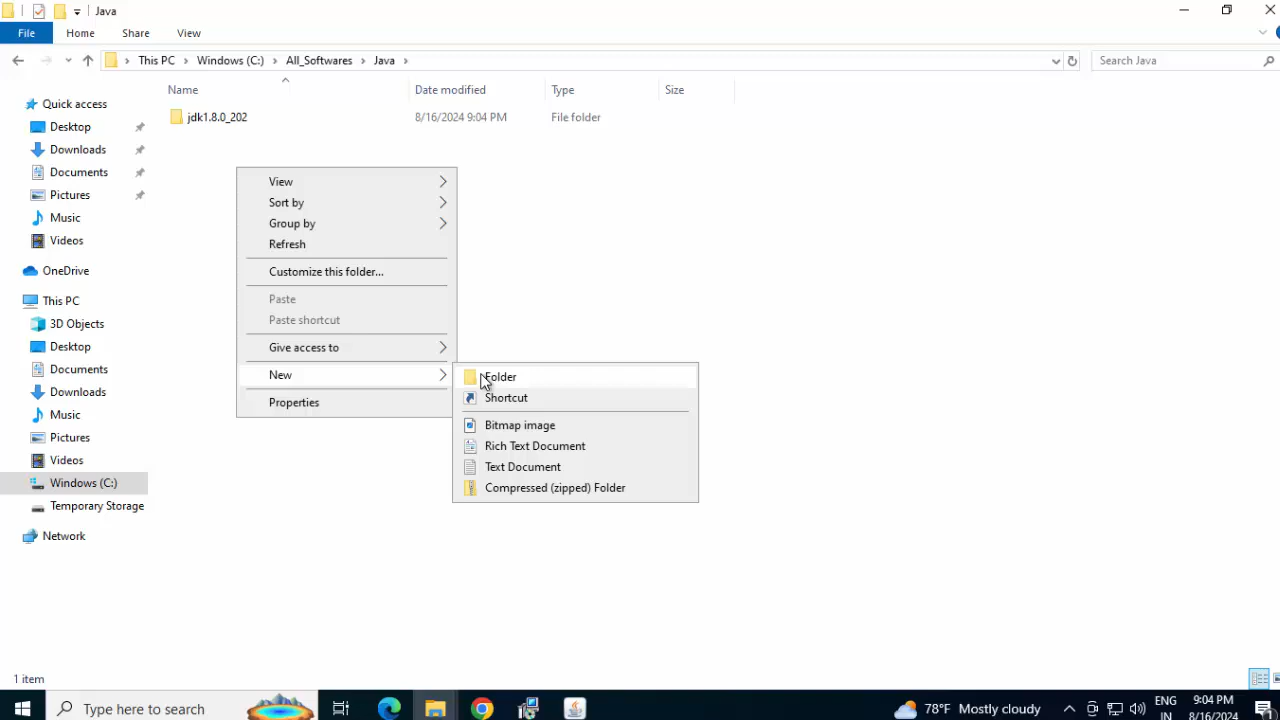 Java
File Home Share View
This PC Windows (C:) All_Softwares Java Search Java
Name Date modified Type Size
jdk1.8.0_202 8/16/2024 9:04 PM File folder
Quick access
Desktop
Downloads
Documents
Pictures
Music
Videos
OneDrive
This PC
3D Objects
Desktop
Documents
Downloads
Music
Pictures
Videos
Windows (C:)
Temporary Storage
Network
View
Sort by
Group by
Refresh
Customize this folder...
Paste
Paste shortcut
Give access to
New
Properties
Folder
Shortcut
Bitmap image
Rich Text Document
Text Document
Compressed (zipped) Folder
1 item
Type here to search
78°F Mostly cloudy
ENG
IN
9:04 PM
8/16/2024